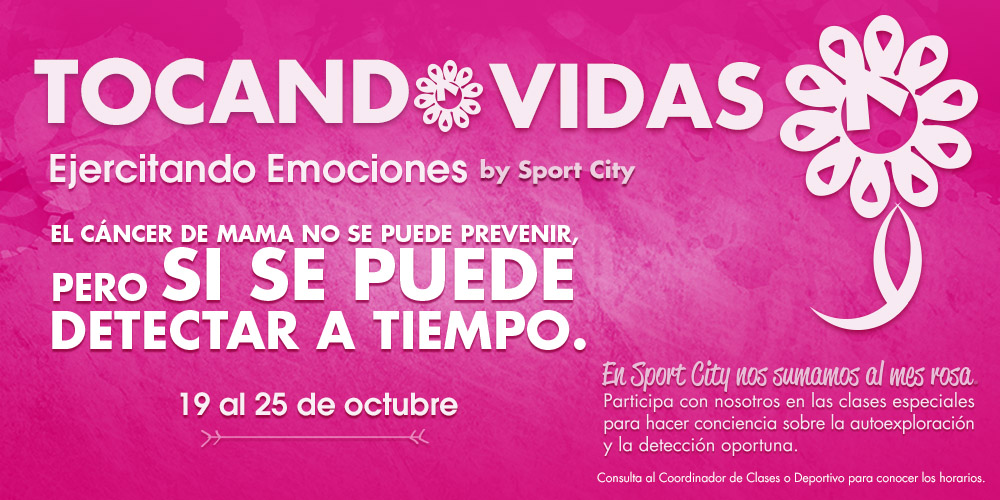 TOCANDO VIDAS
Ejercitando Emociones by Sport City
EL CÁNCER DE MAMA NO SE PUEDE PREVENIR,
PERO SI SE PUEDE
DETECTAR A TIEMPO.
19 al 25 de octubre
En Sport City nos sumamos al mes rosa
Participa con nosotros en las clases especiales
para hacer conciencia sobre la autoexploración
y la detección oportuna.
Consulta al Coordinador de Clases o Deportivo para conocer los horarios.